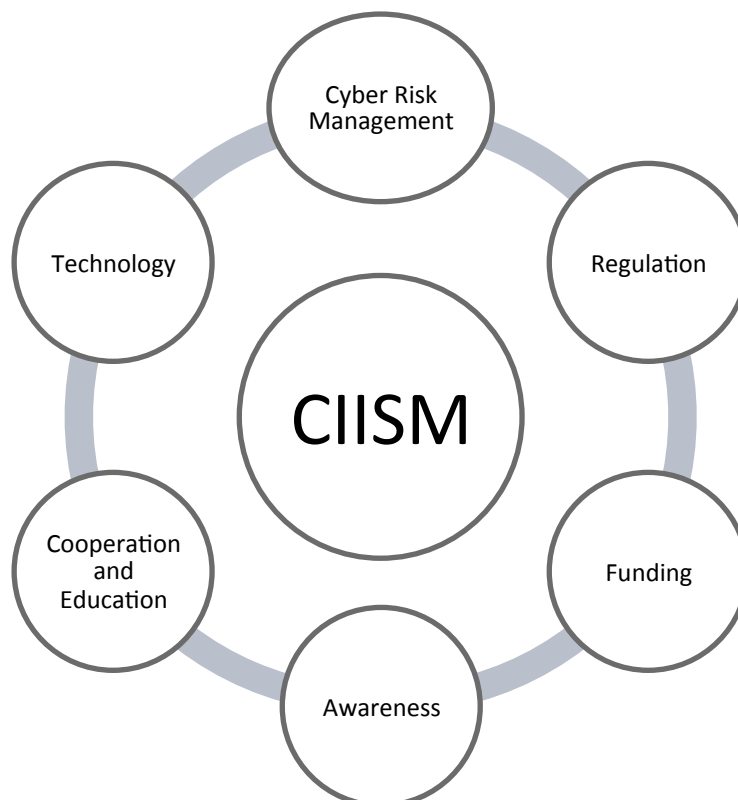 Cyber Risk
Management
Technology
Regulation
CIISM
Cooperation
and
Education
Funding
Awareness